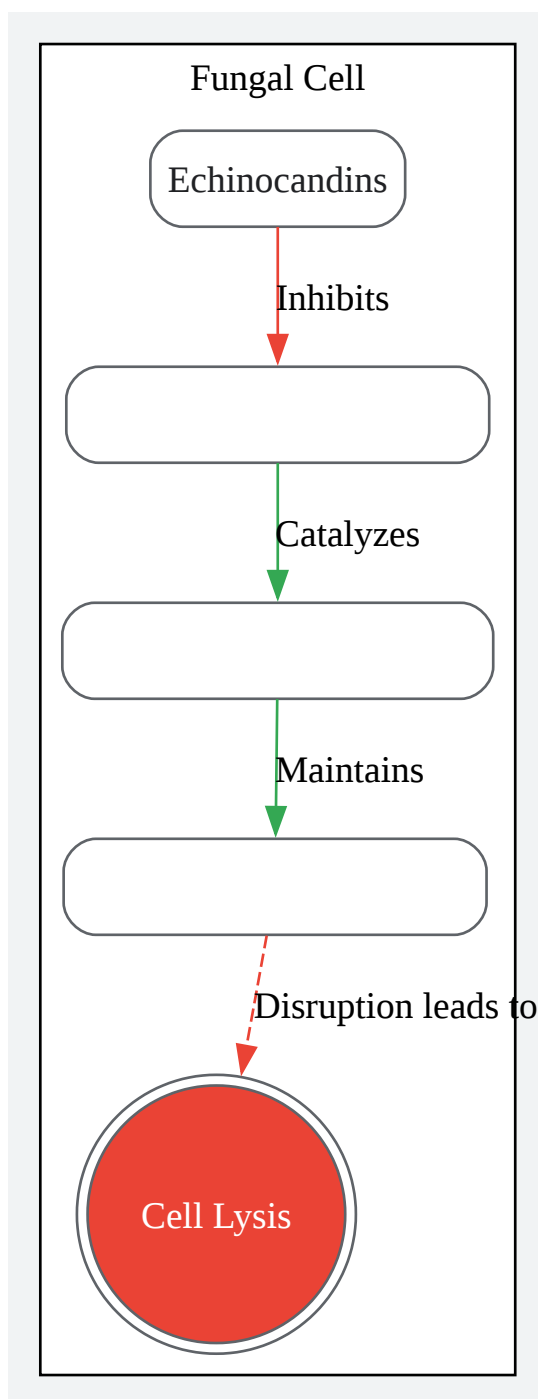 Fungal Cell
Echinocandins
Inhibits
Catalyzes
Maintains
Disruption leads to
Cell Lysis